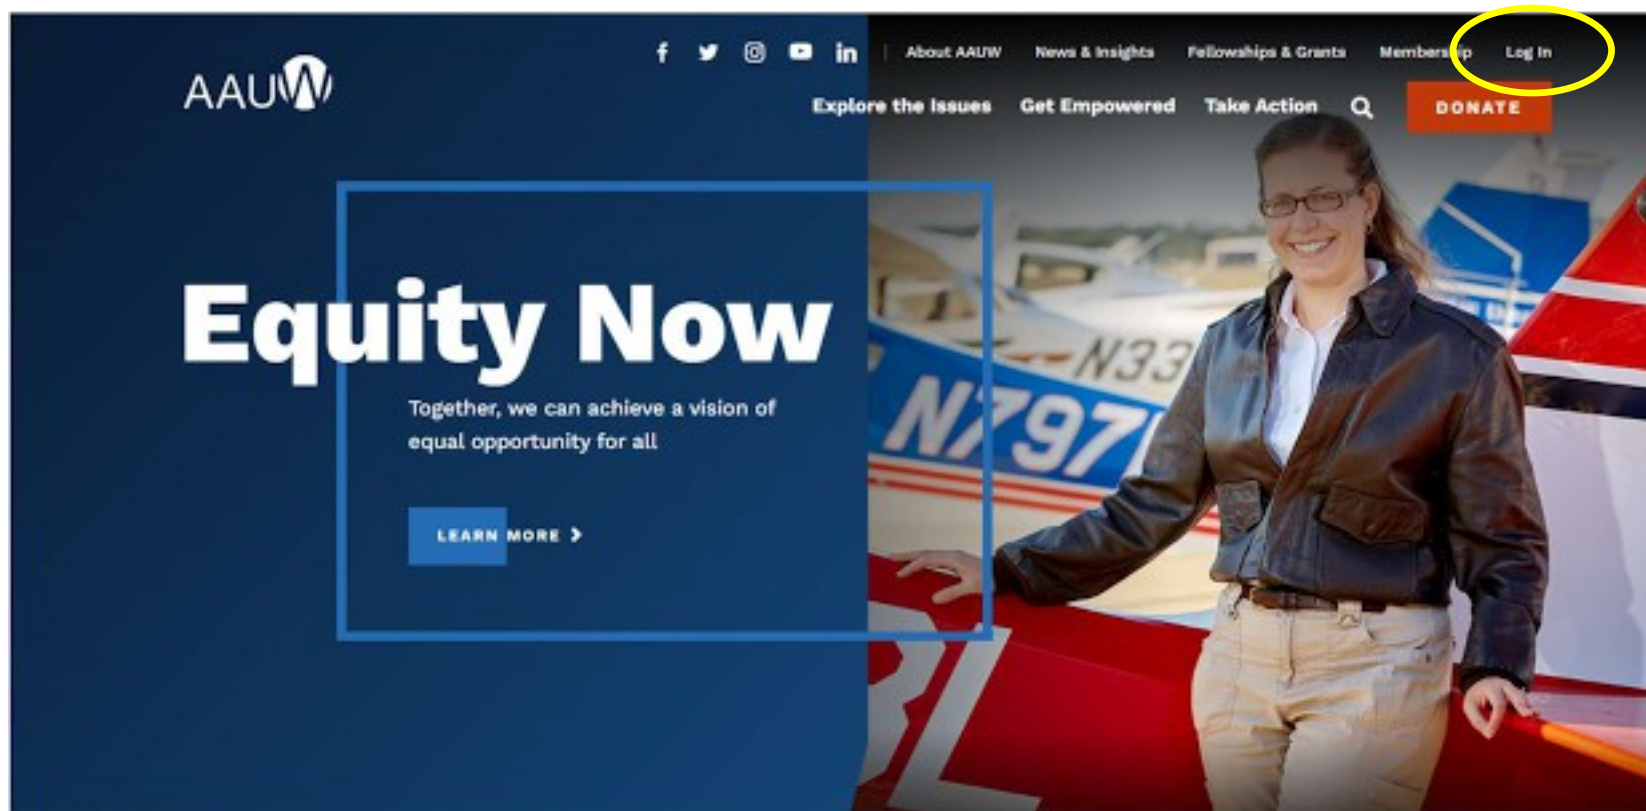 AAUW
About AAUW News & Insights Fellowships & Grants Membership Log In
Explore the Issues Get Empowered Take Action DONATE
Equity Now
Together, we can achieve a vision of
equal opportunity for all
LEARN MORE
N33
N797